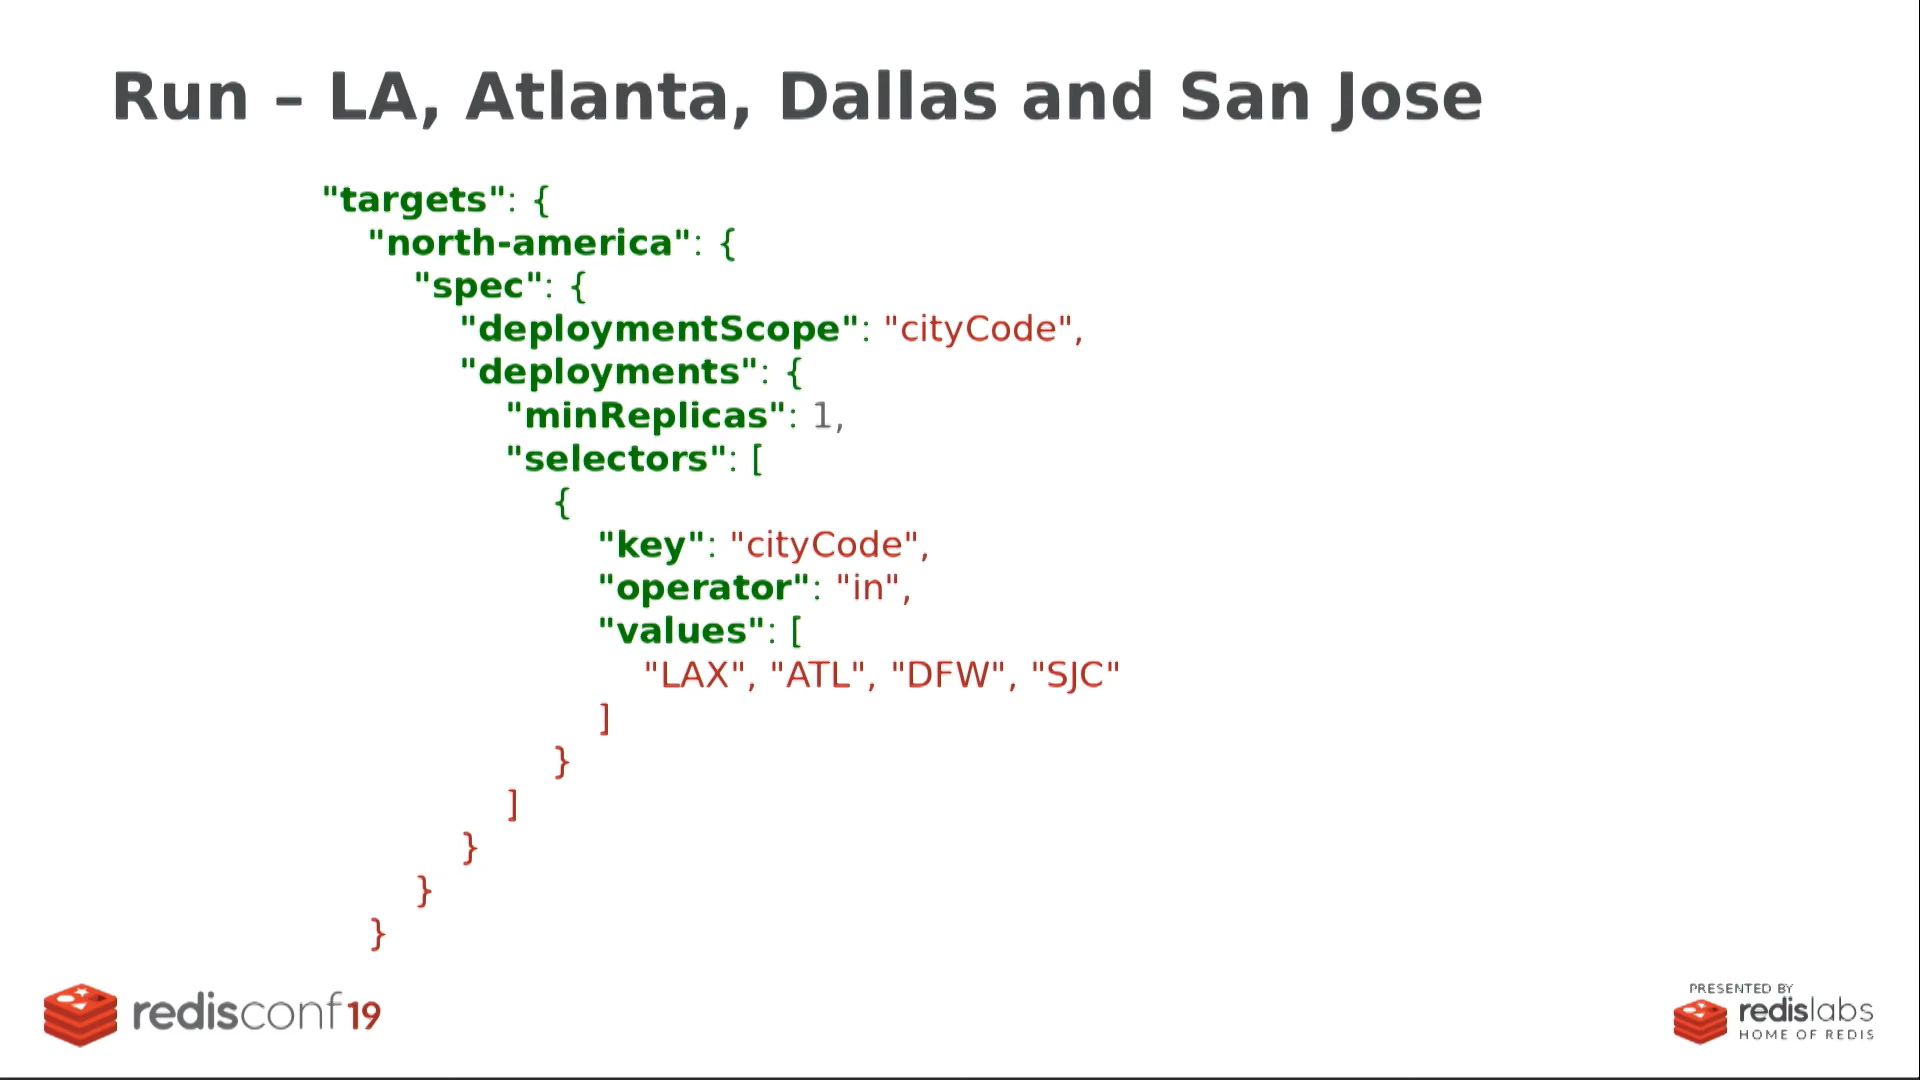 Run – LA, Atlanta, Dallas and San Jose
"targets": {
"north-america": {
"spec": {
"deploymentScope": "cityCode",
"deployments": {
"minReplicas": 1,
"selectors": [
{
"key": "cityCode",
"operator": "in",
"values": [
"LAX", "ATL", "DFW", "SJC"
]
}
]
}
}
}
redisconf19
PRESENTED BY
redislabs
HOME OF REDIS